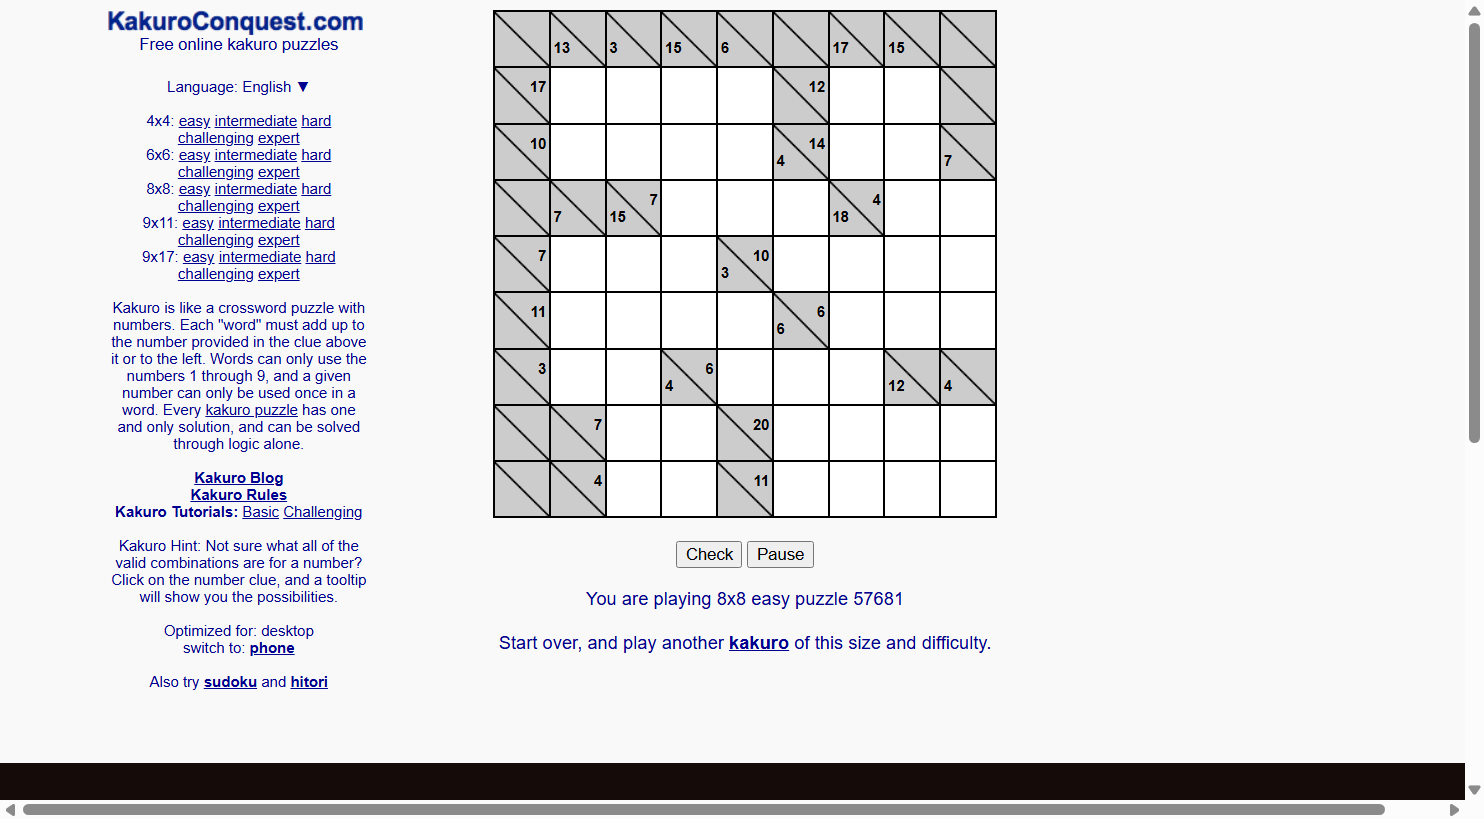 KakuroConquest.com
Free online kakuro puzzles
Language: English ▼
4x4: easy intermediate hard
challenging expert
6x6: easy intermediate hard
challenging expert
8x8: easy intermediate hard
challenging expert
9x11: easy intermediate hard
challenging expert
9x17: easy intermediate hard
challenging expert
Kakuro is like a crossword puzzle with
numbers. Each "word" must add up to
the number provided in the clue above
it or to the left. Words can only use the
numbers 1 through 9, and a given
number can only be used once in a
word. Every kakuro puzzle has one
and only solution, and can be solved
through logic alone.
Kakuro Blog
Kakuro Rules
Kakuro Tutorials: Basic Challenging
Kakuro Hint: Not sure what all of the
valid combinations are for a number?
Click on the number clue, and a tooltip
will show you the possibilities.
Optimized for: desktop
switch to: phone
Also try sudoku and hitori
13 3 15 6 17 15
17 12
10 14
4 7
7 4
7 15 18
7 10
3
11 6
6
3 6
4 12 4
7 20
4 11
Check Pause
You are playing 8x8 easy puzzle 57681
Start over, and play another kakuro of this size and difficulty.